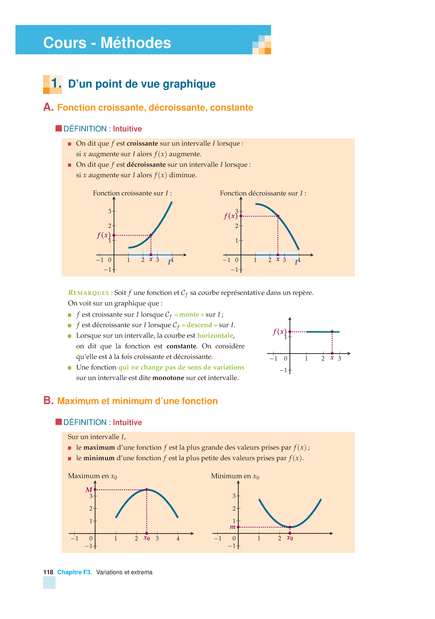 Cours - Méthodes
1. D'un point de vue graphique
A. Fonction croissante, décroissante, constante
DÉFINITION : Intuitive
On dit que f est croissante sur un intervalle I lorsque :
si x augmente sur I alors f(x) augmente.
On dit que f est décroissante sur un intervalle I lorsque :
si x augmente sur I alors f(x) diminue.
Fonction croissante sur I :
Fonction décroissante sur I :
3
2
f(x)
1
−1 0 1 2 x 3 I 4
−1
f(x) 3
2
1
−1 0 1 2 x 3 I 4
−1
REMARQUES : Soit f une fonction et Cf sa courbe représentative dans un repère.
On voit sur un graphique que :
f est croissante sur I lorsque Cf « monte » sur I ;
f est décroissante sur I lorsque Cf « descend » sur I.
Lorsque sur un intervalle, la courbe est horizontale,
on dit que la fonction est constante. On considère
qu'elle est à la fois croissante et décroissante.
Une fonction qui ne change pas de sens de variations
sur un intervalle est dite monotone sur cet intervalle.
f(x)
1
−1 0 1 2 x 3
−1
B. Maximum et minimum d'une fonction
DÉFINITION : Intuitive
Sur un intervalle I,
le maximum d'une fonction f est la plus grande des valeurs prises par f(x) ;
le minimum d'une fonction f est la plus petite des valeurs prises par f(x).
Maximum en x0
Minimum en x0
M
3
2
1
−1 0 1 2 x0 3 4
−1
3
2
1
m
−1 0 1 2 x0
−1
118 Chapitre F3. Variations et extrema